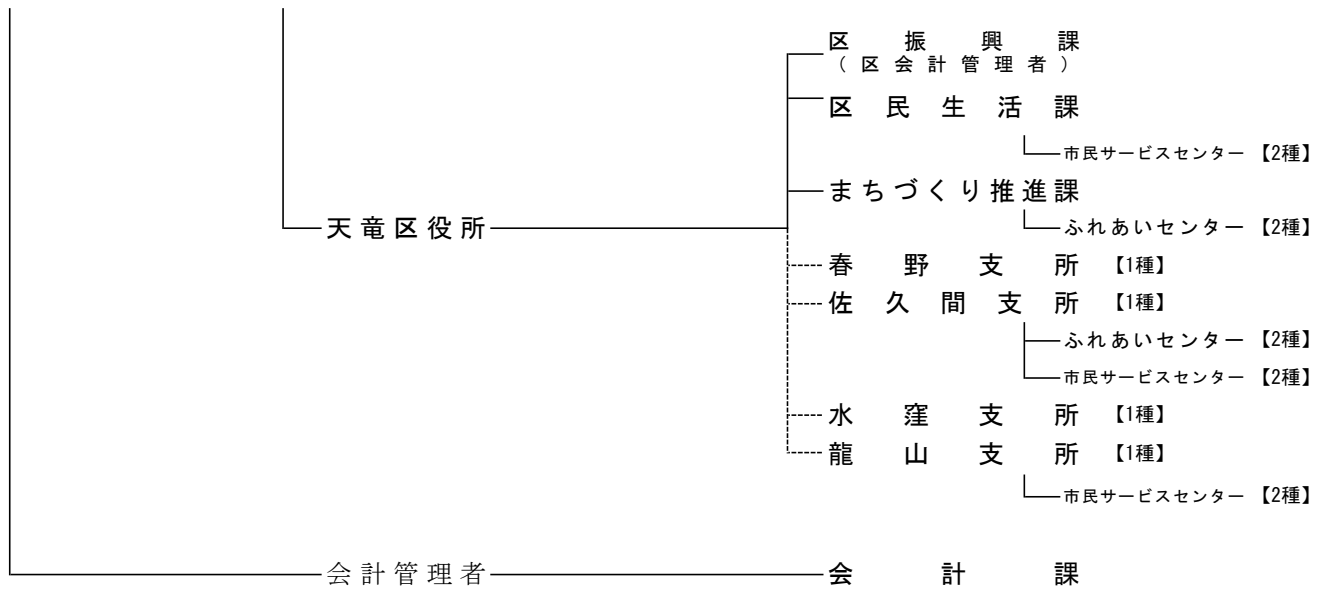 区振興課
（区会計管理者）
区民生活課
市民サービスセンター 【2種】
まちづくり推進課
天竜区役所
ふれあいセンター 【2種】
春野支所 【1種】
佐久間支所 【1種】
ふれあいセンター 【2種】
市民サービスセンター 【2種】
水窪支所 【1種】
龍山支所 【1種】
市民サービスセンター 【2種】
会計管理者 会計課